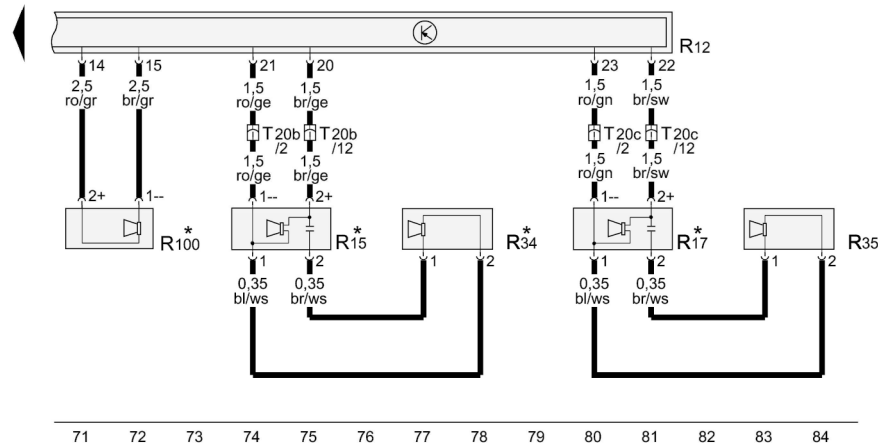 R12
14 15 21 20 23 22
2,5 2,5 1,5 1,5 1,5 1,5
ro/gr br/gr ro/ge br/ge ro/gn br/sw
T20b/2 T20b/12 T20c/2 T20c/12
1,5 1,5 1,5 1,5
ro/ge br/ge ro/gn br/sw
2+ 1-- 1-- 2+ 1-- 2+
R100* R15* R34* R17* R35
1 2 1 2 1 2 1 2
0,35 0,35 0,35 0,35
bl/ws br/ws bl/ws br/ws
71 72 73 74 75 76 77 78 79 80 81 82 83 84